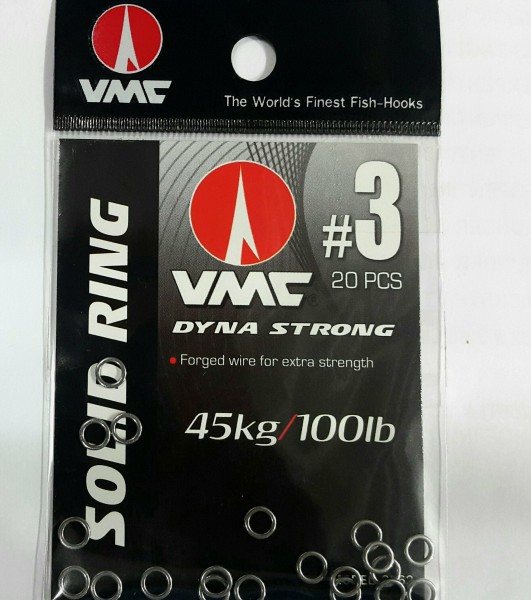 VMC
The World's Finest Fish-Hooks
SOLID RING
#3
20 PCS
VMC
DYNA STRONG
Forged wire for extra strength
45kg/100lb